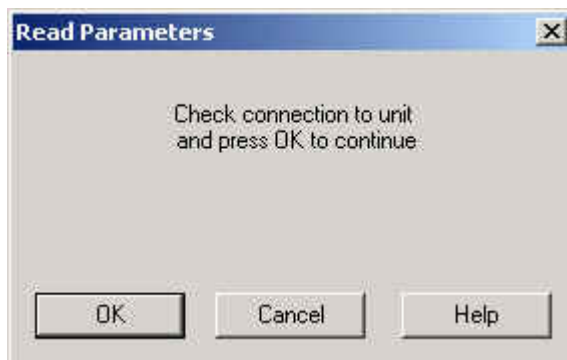 Read Parameters
Check connection to unit
and press OK to continue
OK Cancel Help